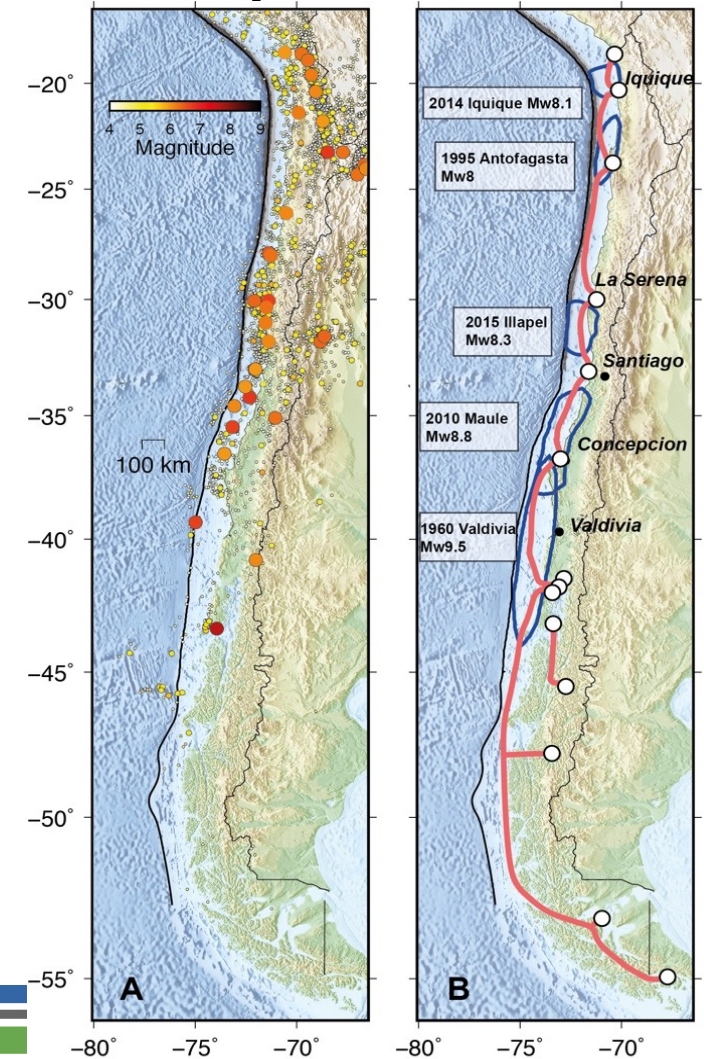 −20°
−25°
−30°
−35°
−40°
−45°
−50°
−55°
4 5 6 7 8 9
Magnitude
100 km
A
−80° −75° −70°
Iquique
2014 Iquique Mw8.1
1995 Antofagasta
Mw8
La Serena
2015 Illapel
Mw8.3
Santiago
2010 Maule
Mw8.8
Concepcion
1960 Valdivia
Mw9.5
Valdivia
B
−80° −75° −70°